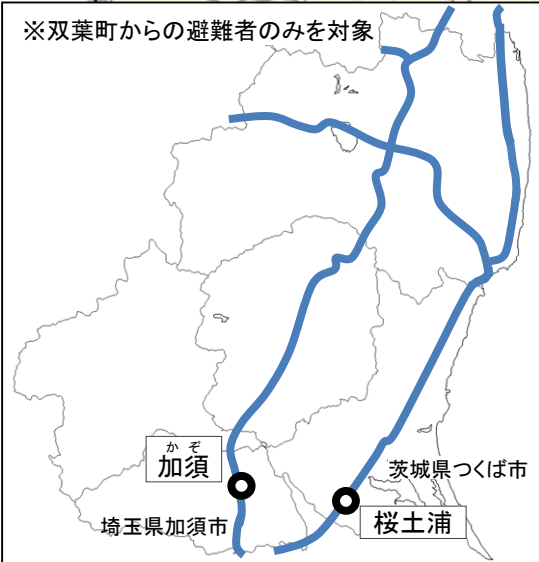 ※双葉町からの避難者のみを対象
かぞ
加須
埼玉県加須市
茨城県つくば市
桜土浦